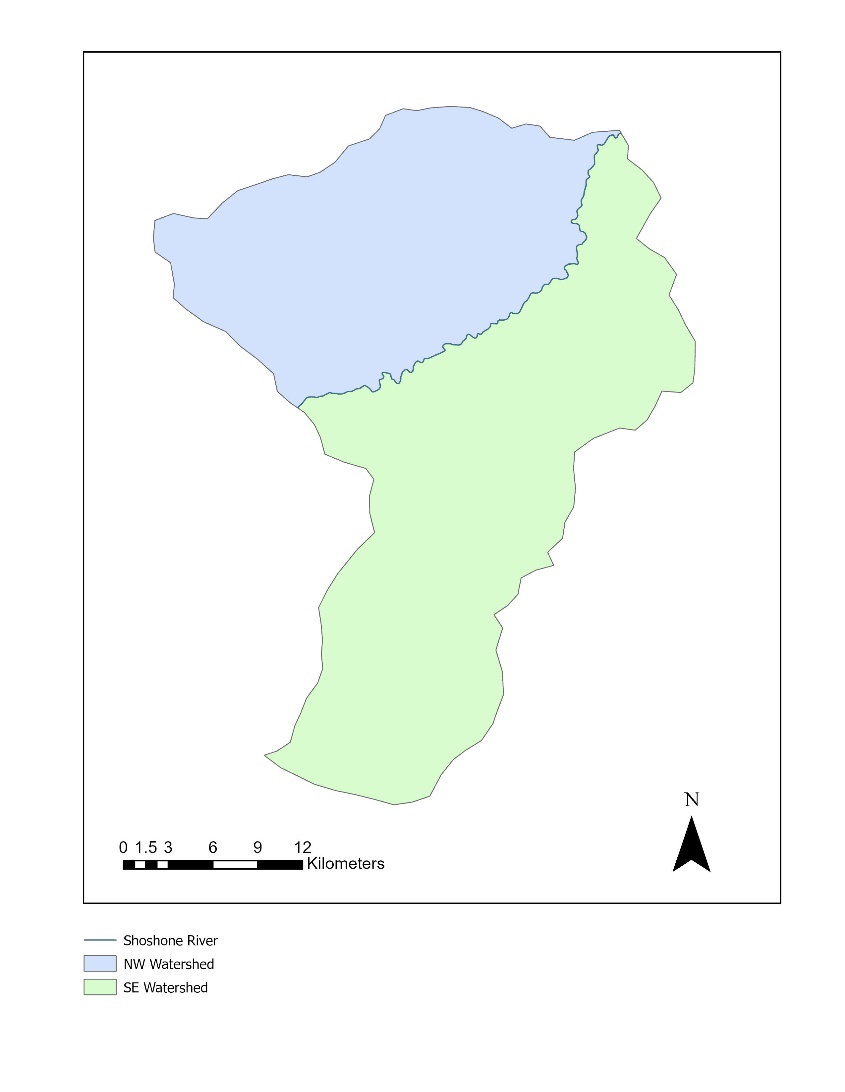 N
0 1.5 3 6 9 12
Kilometers
Shoshone River
NW Watershed
SE Watershed